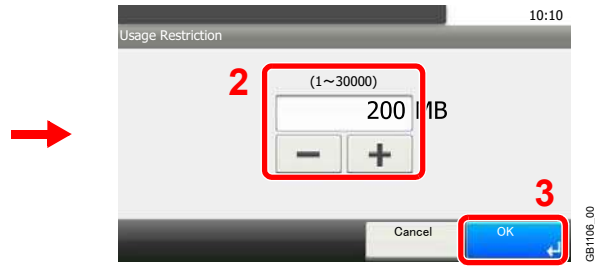 10:10
Usage Restriction
2
(1～30000)
200 MB
3
Cancel
OK
GB1106_00